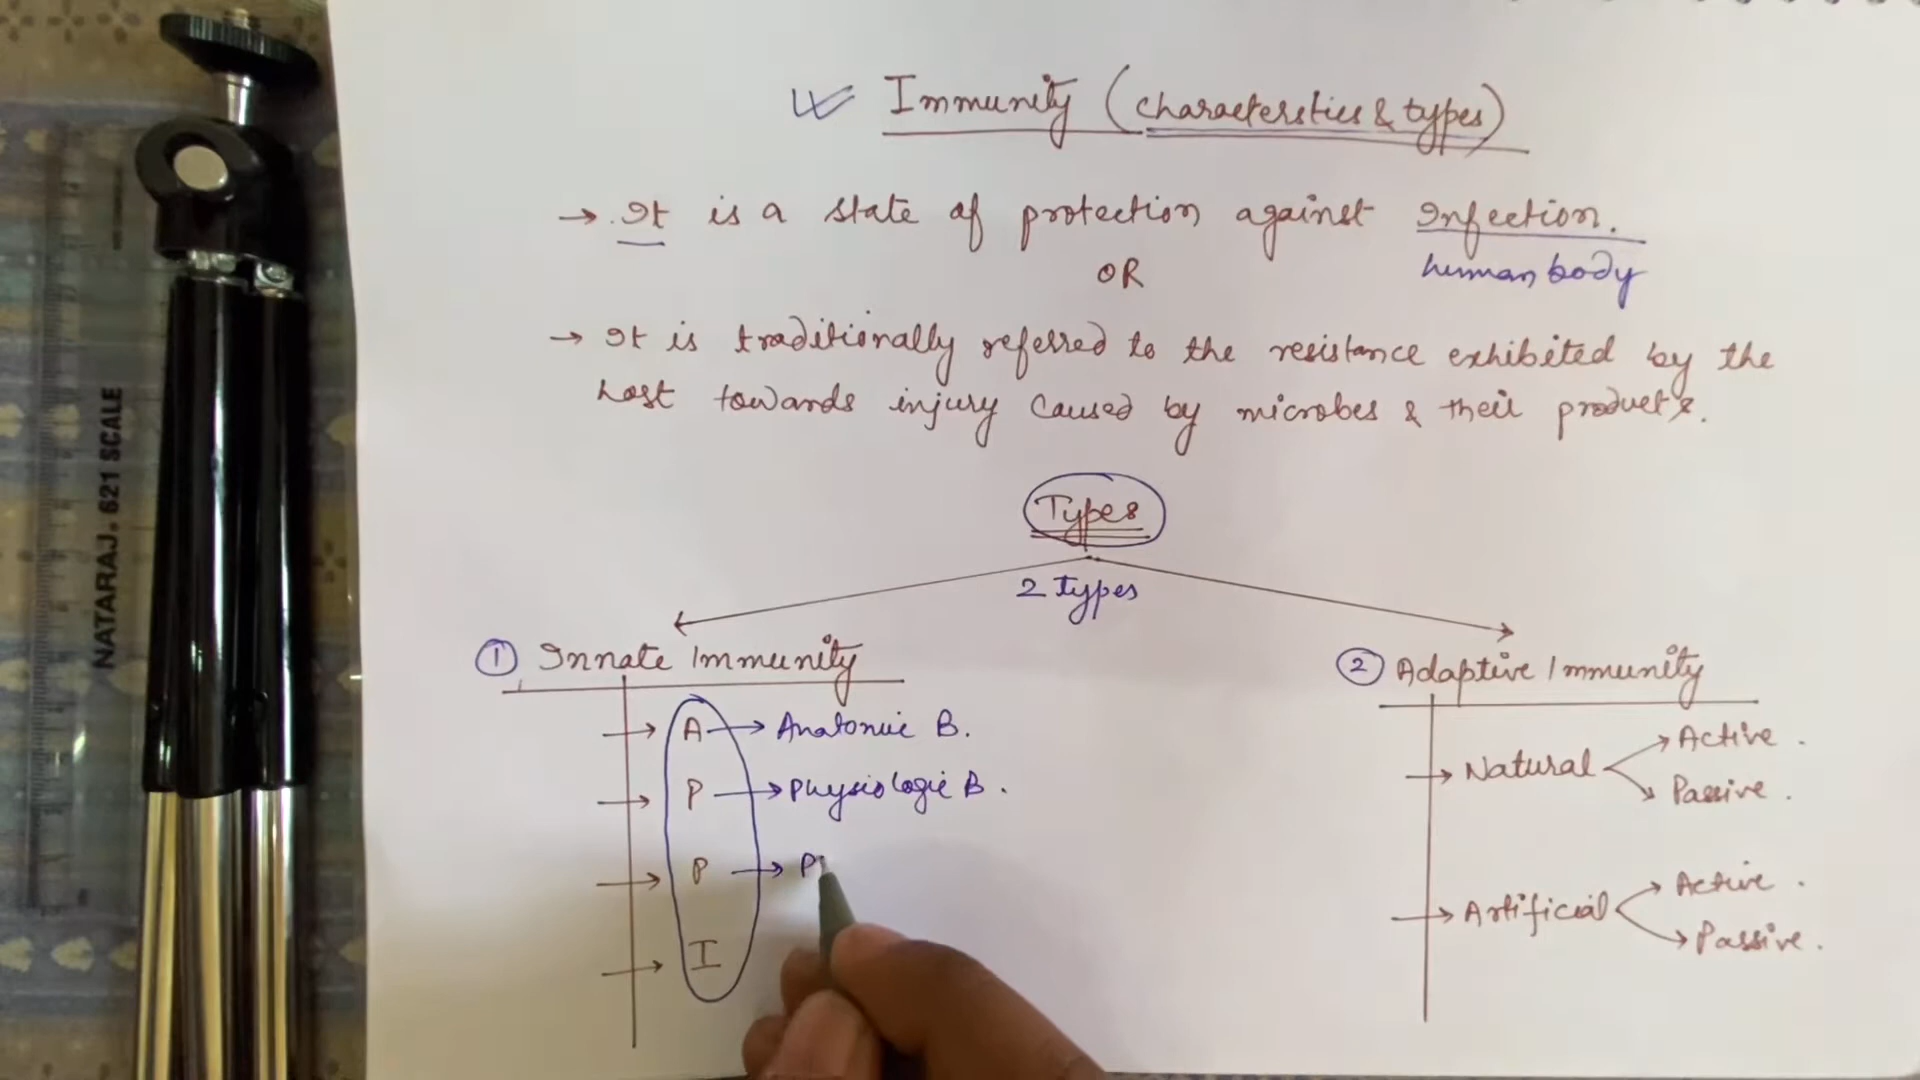 Immunity (characterstics & types)
→ It is a state of protection against Infection.
human body
OR
→ It is traditionally referred to the resistance exhibited by the
host towards injury caused by microbes & their product's.
Types
2 types
① Innate Immunity
→ A → Anatomic B.
→ P → Physiologic B.
→ P → P
→ I
② Adaptive Immunity
→ Natural → Active.
→ Passive.
→ Artificial → Active.
→ Passive.
NATARAJ. 621 SCALE